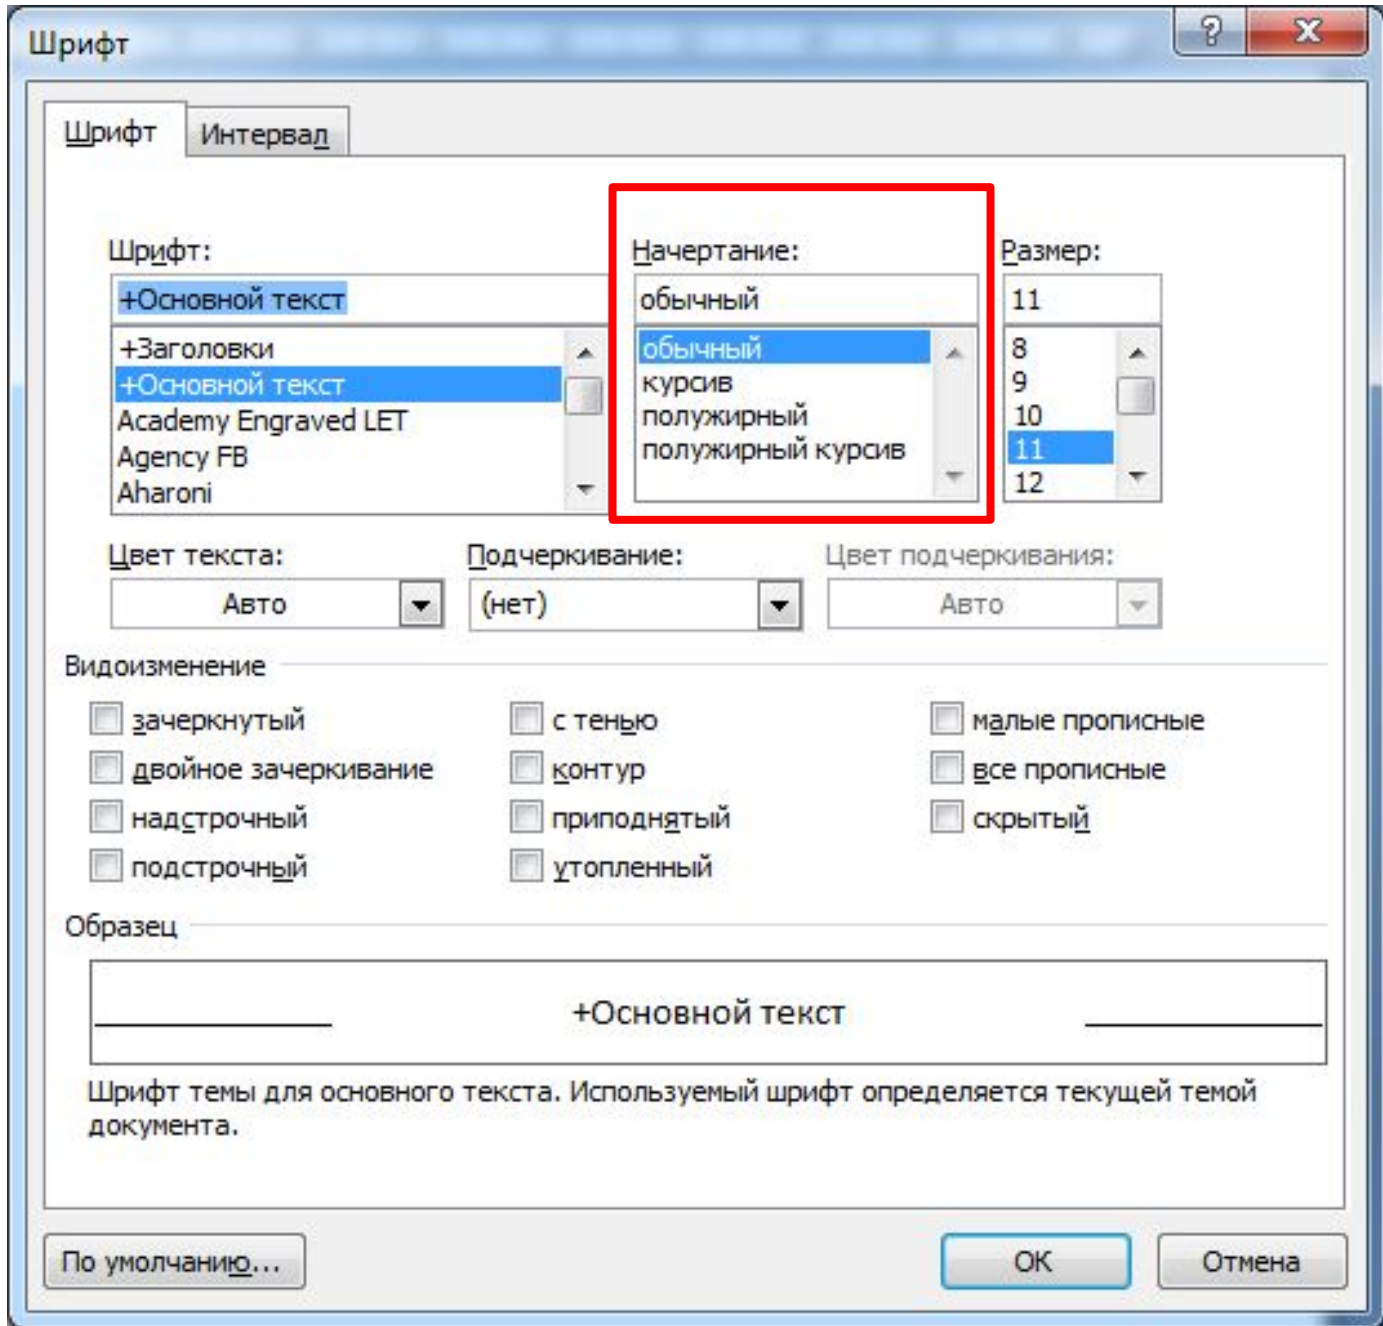 Шрифт
Шрифт Интервал
Шрифт: Начертание: Размер:
+Основной текст обычный 11
+Заголовки обычный 8
+Основной текст курсив 9
Academy Engraved LET полужирный 10
Agency FB полужирный курсив 11
Aharoni 12
Цвет текста: Подчеркивание: Цвет подчеркивания:
Авто (нет) Авто
Видоизменение
зачеркнутый с тенью малые прописные
двойное зачеркивание контур все прописные
надстрочный приподнятый скрытый
подстрочный утопленный
Образец
+Основной текст
Шрифт темы для основного текста. Используемый шрифт определяется текущей темой
документа.
По умолчанию... ОК Отмена